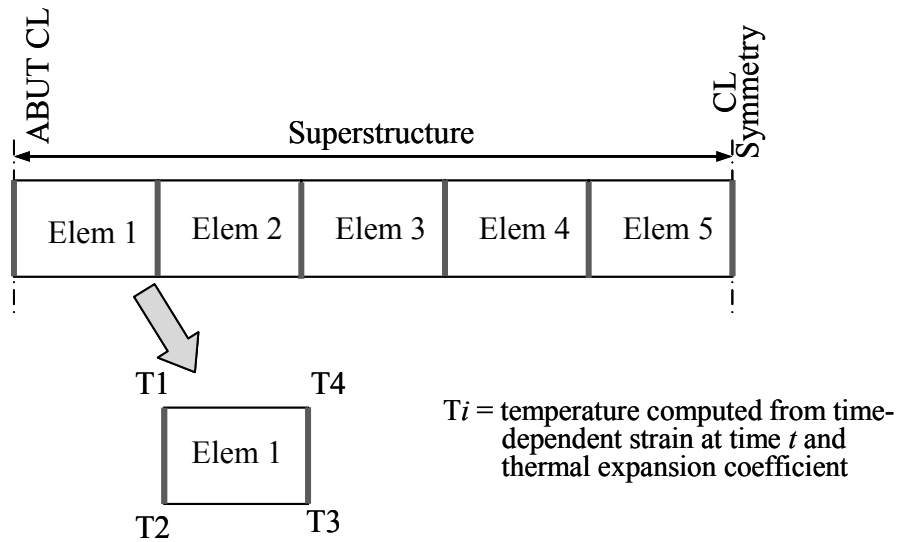 ABUT CL
CL
Symmetry
Superstructure
Elem 1
Elem 2
Elem 3
Elem 4
Elem 5
T1
T4
Elem 1
T2
T3
Ti = temperature computed from time-
dependent strain at time t and
thermal expansion coefficient